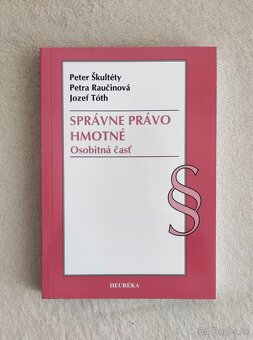 Peter Škultéty
Petra Raučinová
Jozef Tóth
SPRÁVNE PRÁVO
HMOTNÉ
Osobitná časť
§
HEURÉKA